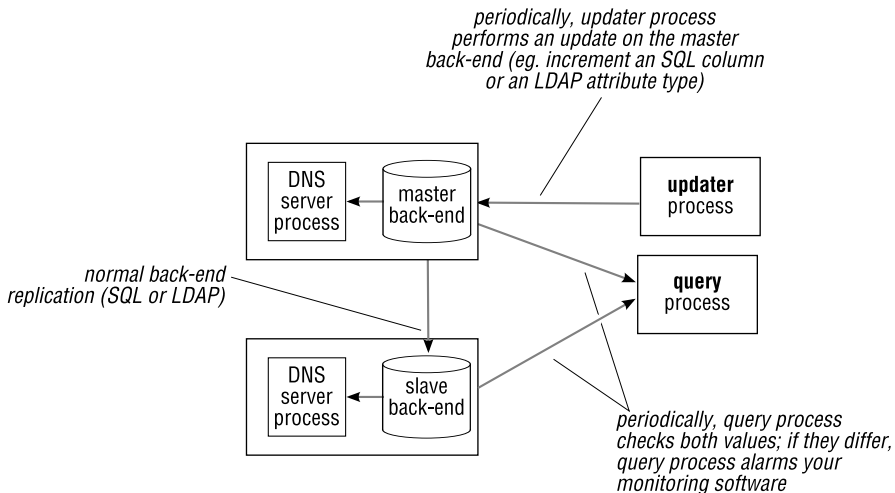 periodically, updater process
performs an update on the master
back-end (eg. increment an SQL column
or an LDAP attribute type)
DNS
server
process
master
back-end
updater
process
normal back-end
replication (SQL or LDAP)
query
process
DNS
server
process
slave
back-end
periodically, query process
checks both values; if they differ,
query process alarms your
monitoring software